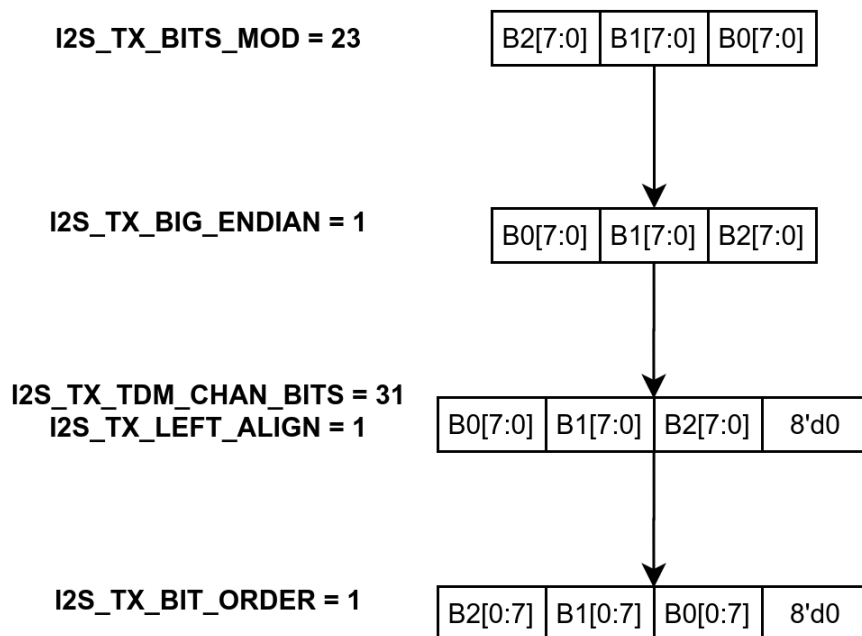 I2S_TX_BITS_MOD = 23 B2[7:0] B1[7:0] B0[7:0]
I2S_TX_BIG_ENDIAN = 1 B0[7:0] B1[7:0] B2[7:0]
I2S_TX_TDM_CHAN_BITS = 31
I2S_TX_LEFT_ALIGN = 1 B0[7:0] B1[7:0] B2[7:0] 8'd0
I2S_TX_BIT_ORDER = 1 B2[0:7] B1[0:7] B0[0:7] 8'd0